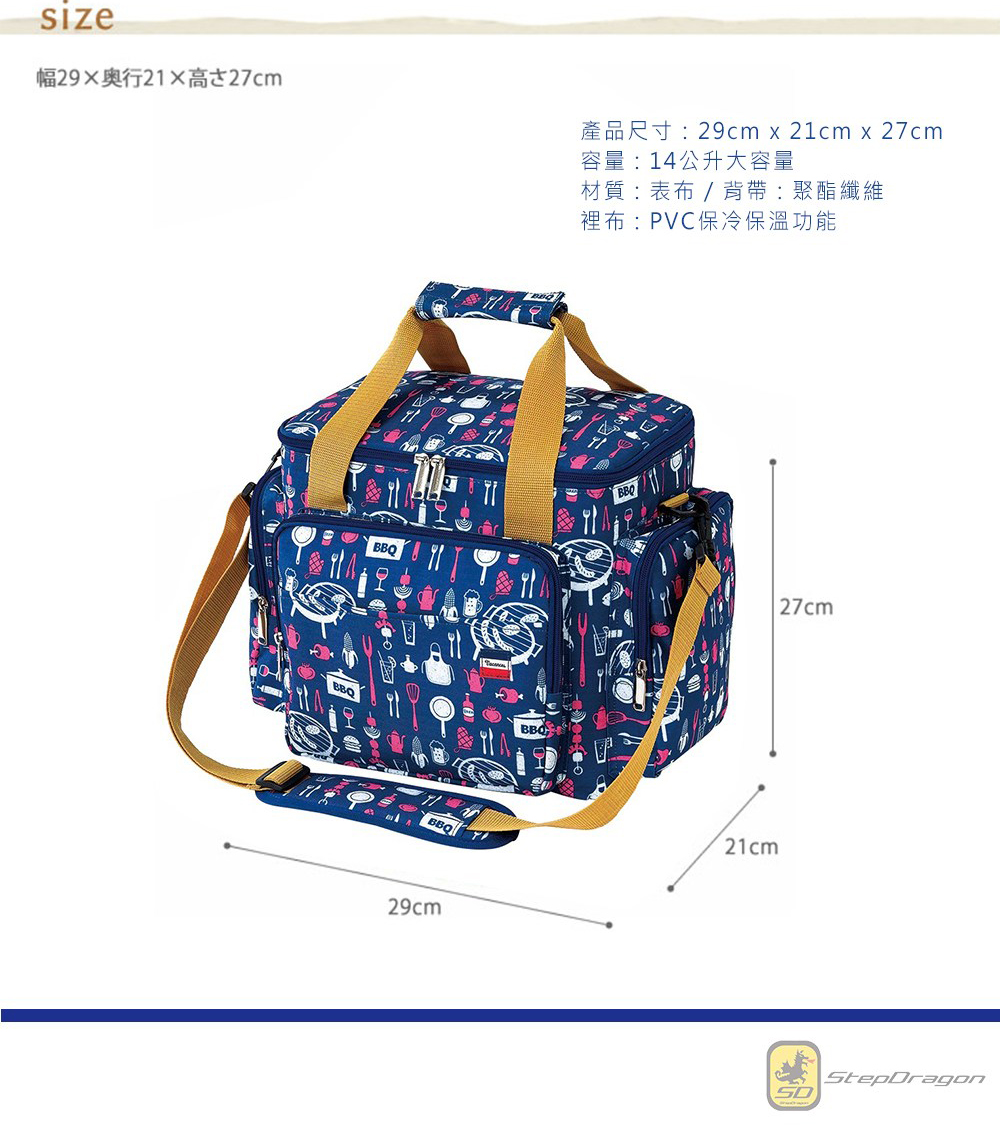 size
幅29×奥行21×高さ27cm
產品尺寸：29cm x 21cm x 27cm
容量：14公升大容量
材質：表布 / 背帶：聚酯纖維
裡布：PVC保冷保溫功能
BBQ
BBQ
BBQ
BBQ
BBQ
BBQ
27cm
21cm
29cm
SD
StepDragon